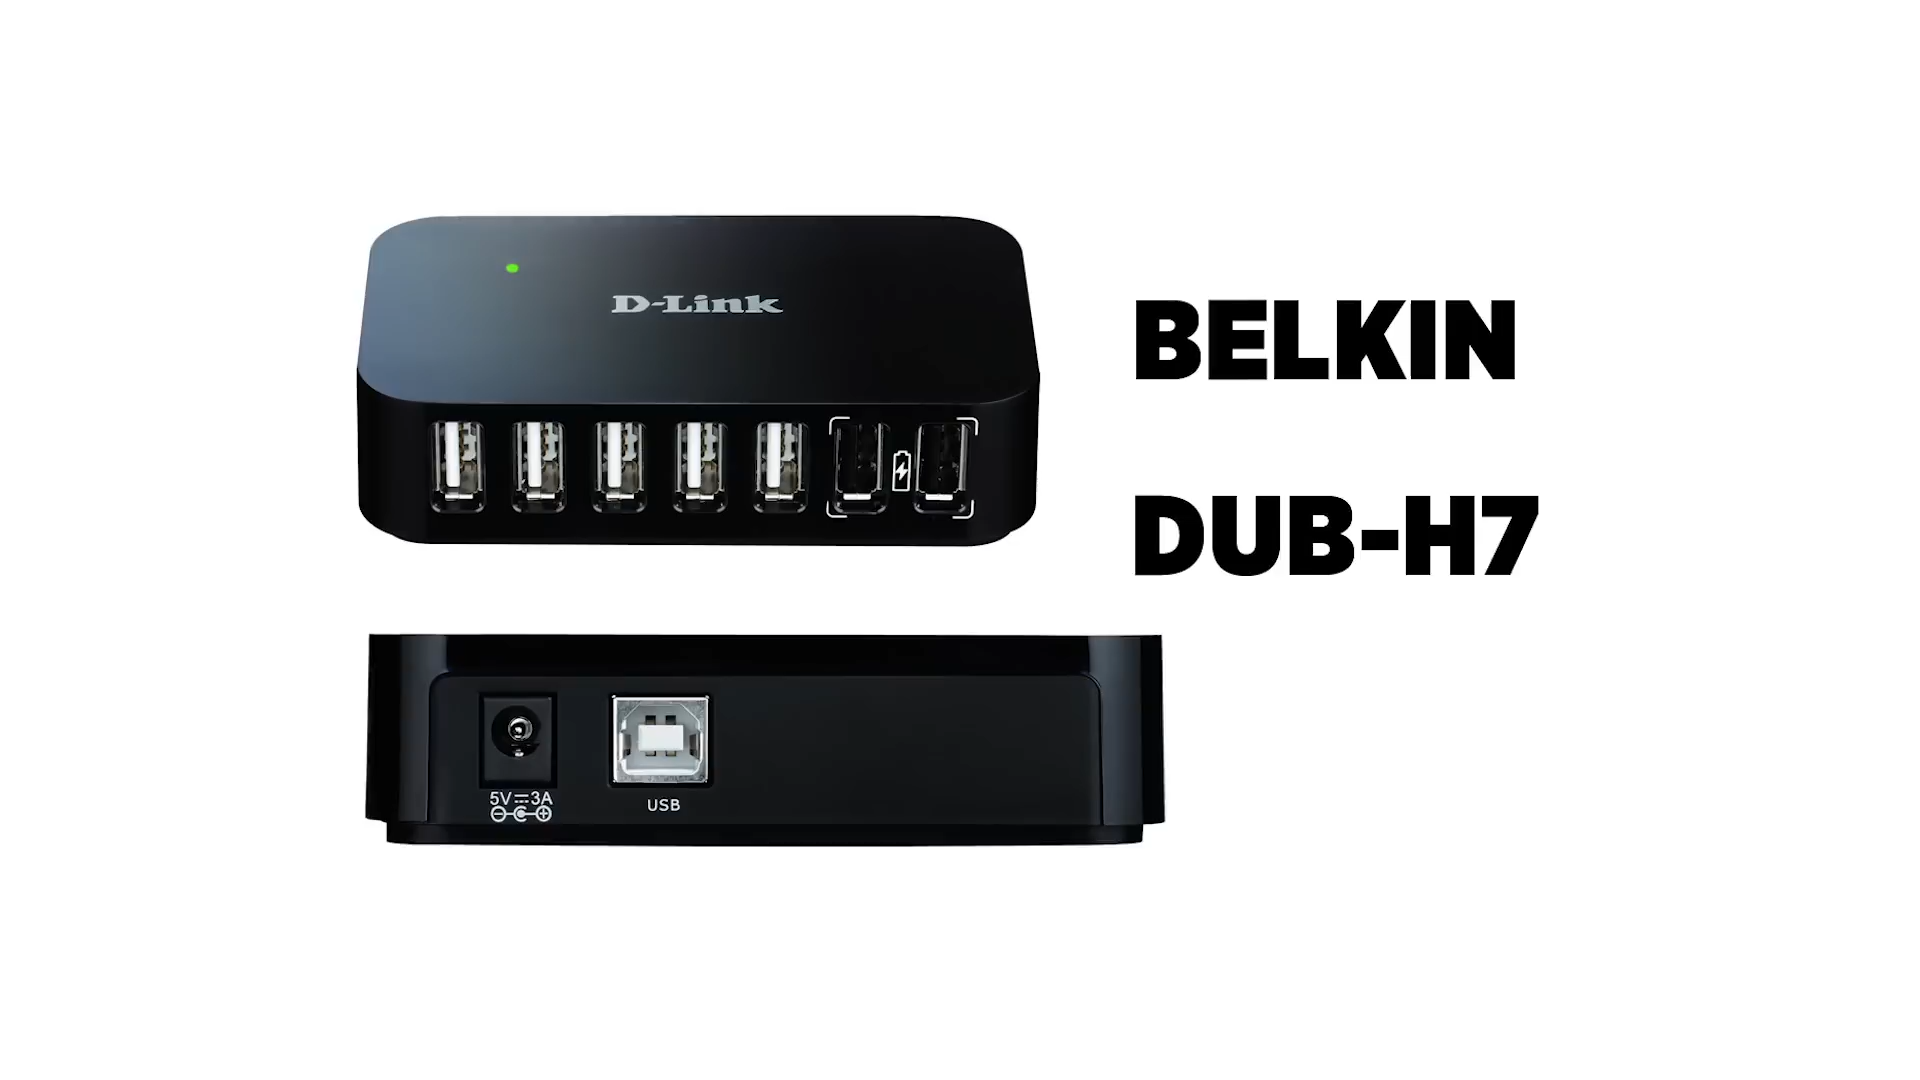 D-Link
BELKIN
DUB-H7
5V⎓3A
USB